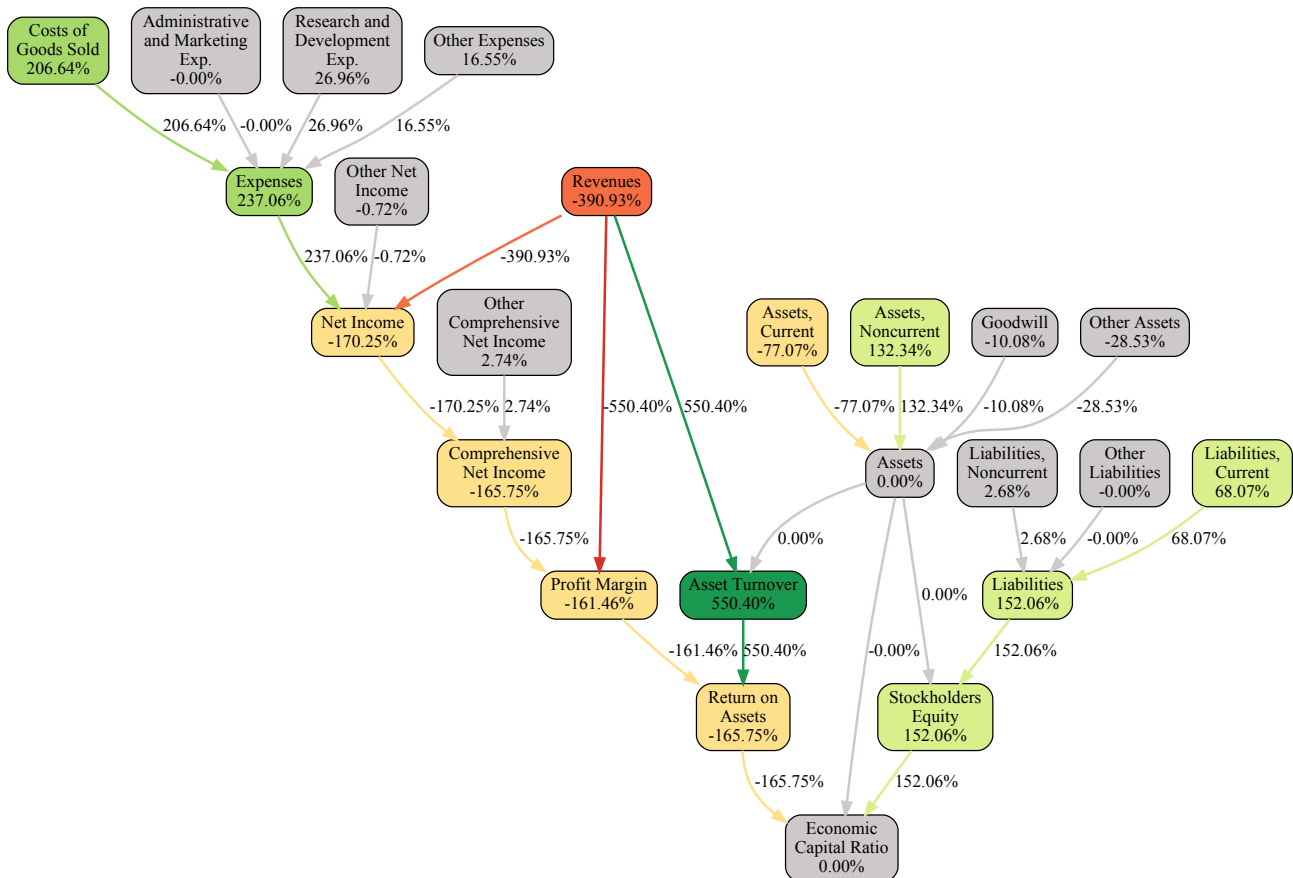 Costs of
Goods Sold
206.64%
Administrative
and Marketing
Exp.
-0.00%
Research and
Development
Exp.
26.96%
Other Expenses
16.55%
206.64%
-0.00%
26.96%
16.55%
Expenses
237.06%
Other Net
Income
-0.72%
Revenues
-390.93%
237.06%
-0.72%
-390.93%
Net Income
-170.25%
Other
Comprehensive
Net Income
2.74%
Assets,
Current
-77.07%
Assets,
Noncurrent
132.34%
Goodwill
-10.08%
Other Assets
-28.53%
-170.25%
2.74%
-550.40%
550.40%
-77.07%
132.34%
-10.08%
-28.53%
Comprehensive
Net Income
-165.75%
Assets
0.00%
Liabilities,
Noncurrent
2.68%
Other
Liabilities
-0.00%
Liabilities,
Current
68.07%
-165.75%
0.00%
2.68%
-0.00%
68.07%
Profit Margin
-161.46%
Asset Turnover
550.40%
0.00%
Liabilities
152.06%
-161.46%
550.40%
-0.00%
152.06%
Return on
Assets
-165.75%
Stockholders
Equity
152.06%
-165.75%
152.06%
Economic
Capital Ratio
0.00%